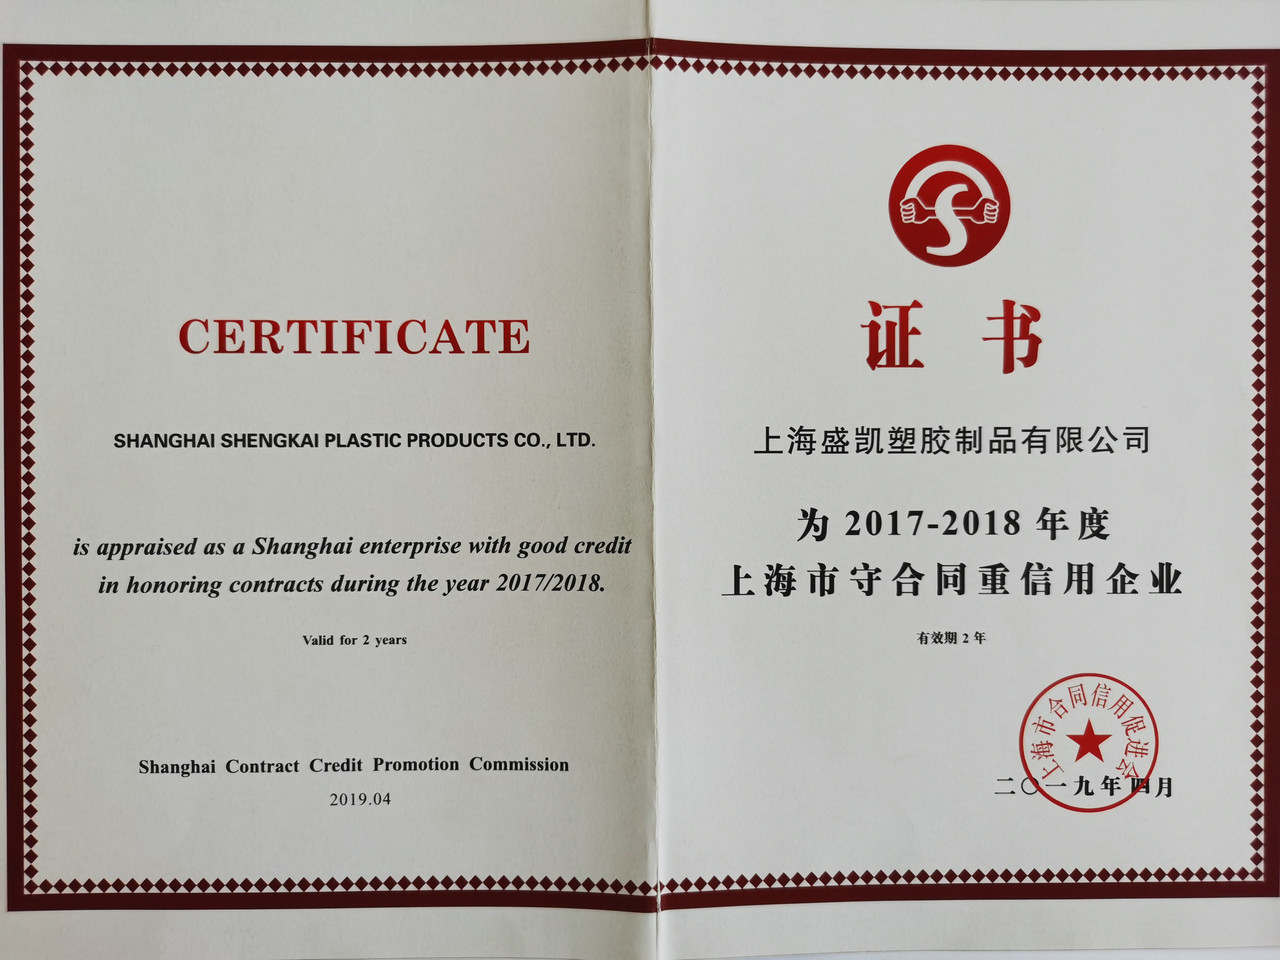 CERTIFICATE
SHANGHAI SHENGKAI PLASTIC PRODUCTS CO., LTD.
is appraised as a Shanghai enterprise with good credit
in honoring contracts during the year 2017/2018.
Valid for 2 years
Shanghai Contract Credit Promotion Commission
2019.04
证书
上海盛凯塑胶制品有限公司
为 2017-2018 年度
上海市守合同重信用企业
有效期 2 年
上海市合同信用促进会
二〇一九年四月